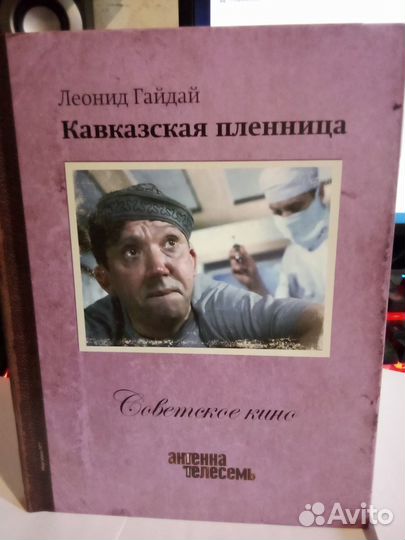 Леонид Гайдай
Кавказская пленница
Советское кино
антенна
телесемь
Avito